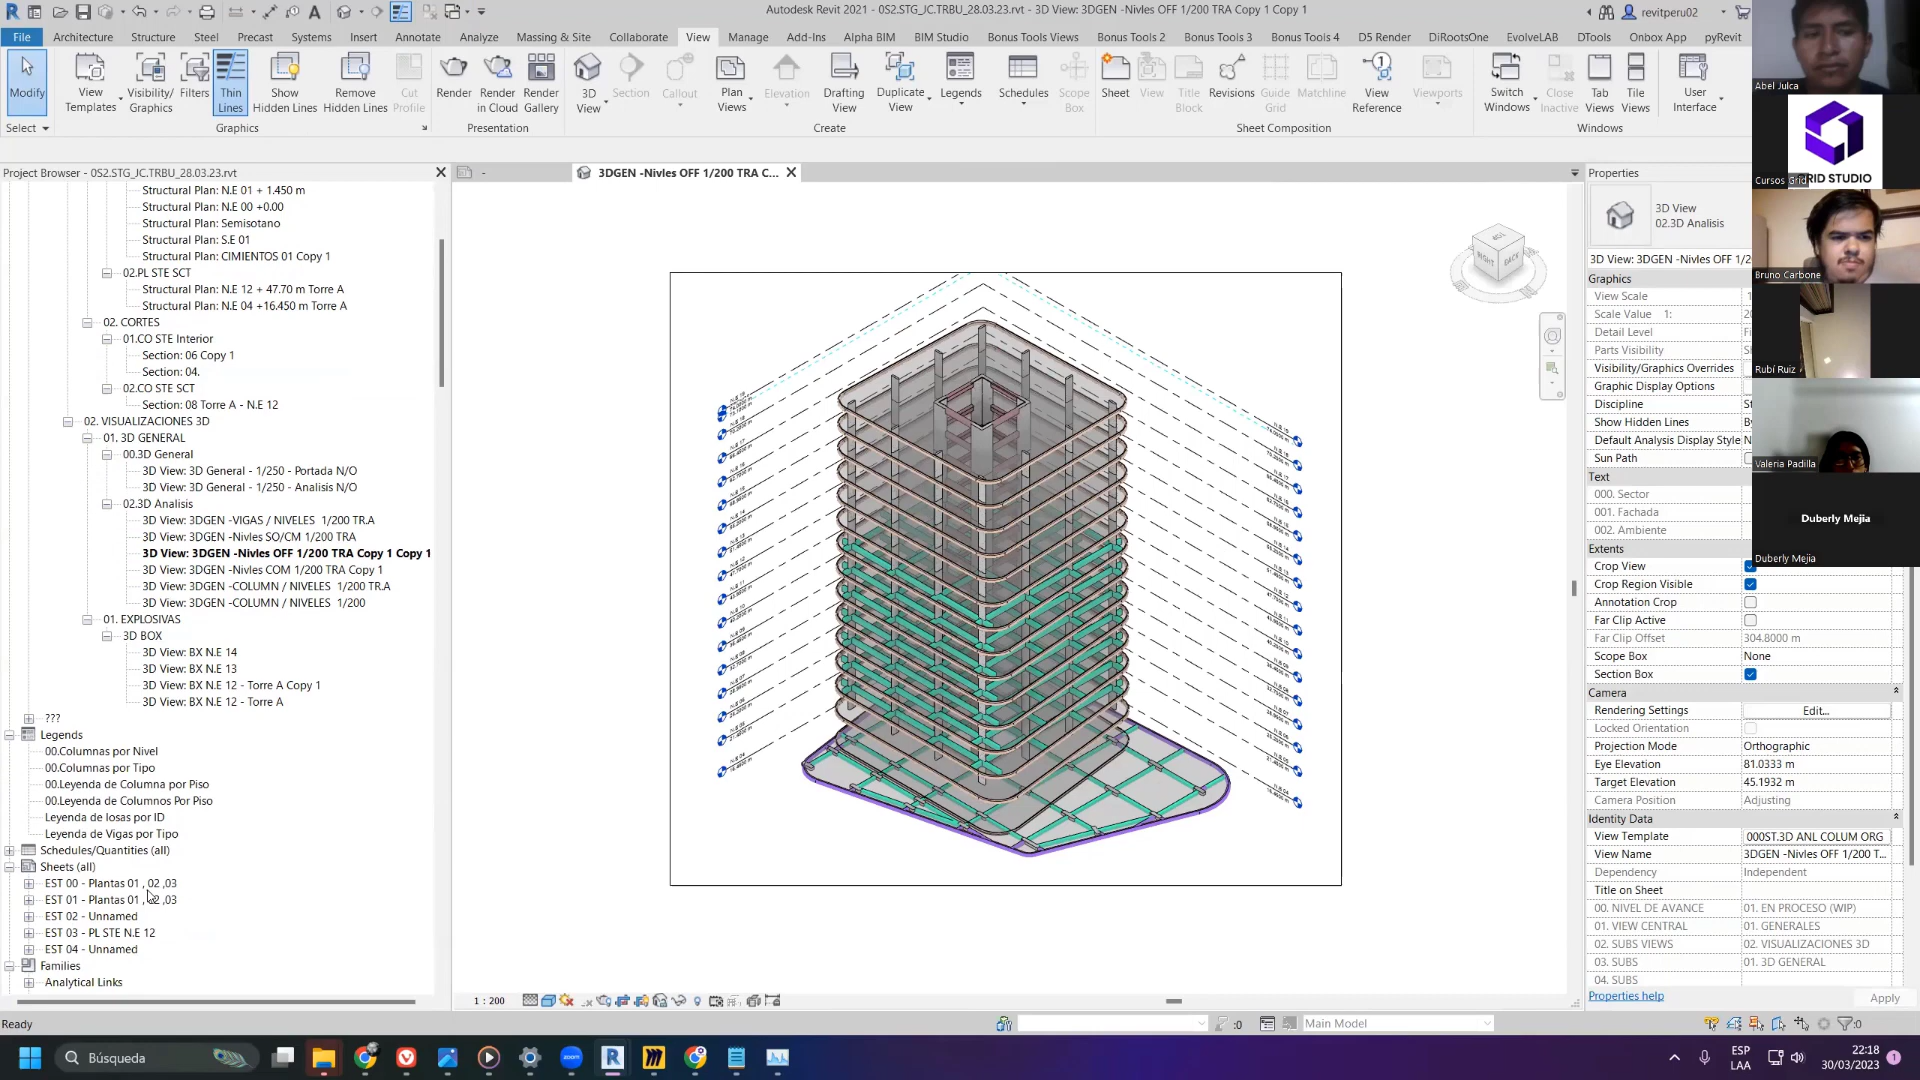 Autodesk Revit 2021 - 0S2.STG_JC.TRBU_28.03.23.rvt - 3D View: 3DGEN -Nivles OFF 1/200 TRA Copy 1 Copy 1
revitperu02
File Architecture Structure Steel Precast Systems Insert Annotate Analyze Massing & Site Collaborate View Manage Add-Ins Alpha BIM BIM Studio Bonus Tools Views Bonus Tools 2 Bonus Tools 3 Bonus Tools 4 D5 Render DiRootsOne EvolveLAB DTools Onbox App pyRevit
Modify
View Templates
Visibility/ Graphics
Filters
Thin Lines
Show Hidden Lines
Remove Hidden Lines
Cut Profile
Render
Render in Cloud
Render Gallery
3D View
Section
Callout
Plan Views
Elevation
Drafting View
Duplicate View
Legends
Schedules
Scope Box
Sheet
View
Title Block
Revisions
Guide Grid
Matchline
View Reference
Viewports
Switch Windows
Close Inactive
Tab Views
Tile Views
User Interface
Select
Graphics
Presentation
Create
Sheet Composition
Windows
Project Browser - 0S2.STG_JC.TRBU_28.03.23.rvt
-
3DGEN -Nivles OFF 1/200 TRA C...
Structural Plan: N.E 01 + 1.450 m
Structural Plan: N.E 00 +0.00
Structural Plan: Semisotano
Structural Plan: S.E 01
Structural Plan: CIMIENTOS 01 Copy 1
02.PL STE SCT
Structural Plan: N.E 12 + 47.70 m Torre A
Structural Plan: N.E 04 +16.450 m Torre A
02. CORTES
01.CO STE Interior
Section: 06 Copy 1
Section: 04.
02.CO STE SCT
Section: 08 Torre A - N.E 12
02. VISUALIZACIONES 3D
01. 3D GENERAL
00.3D General
3D View: 3D General - 1/250 - Portada N/O
3D View: 3D General - 1/250 - Analisis N/O
02.3D Analisis
3D View: 3DGEN -VIGAS / NIVELES 1/200 TR.A
3D View: 3DGEN -Nivles SO/CM 1/200 TRA
3D View: 3DGEN -Nivles OFF 1/200 TRA Copy 1 Copy 1
3D View: 3DGEN -Nivles COM 1/200 TRA Copy 1
3D View: 3DGEN -COLUMN / NIVELES 1/200 TR.A
3D View: 3DGEN -COLUMN / NIVELES 1/200
01. EXPLOSIVAS
3D BOX
3D View: BX N.E 14
3D View: BX N.E 13
3D View: BX N.E 12 - Torre A Copy 1
3D View: BX N.E 12 - Torre A
???
Legends
00.Columnas por Nivel
00.Columnas por Tipo
00.Leyenda de Columna por Piso
00.Leyenda de Columnos Por Piso
Leyenda de losas por ID
Leyenda de Vigas por Tipo
Schedules/Quantities (all)
Sheets (all)
EST 00 - Plantas 01 , 02 ,03
EST 01 - Plantas 01 , 02 ,03
EST 02 - Unnamed
EST 03 - PL STE N.E 12
EST 04 - Unnamed
Families
Analytical Links
RIGHT
BACK
1 : 200
Properties
3D View
02.3D Analisis
3D View: 3DGEN -Nivles OFF 1/2
Graphics
View Scale
Scale Value 1:
Detail Level
Parts Visibility
Visibility/Graphics Overrides
Graphic Display Options
Discipline
Show Hidden Lines
Default Analysis Display Style
Sun Path
Text
000. Sector
001. Fachada
002. Ambiente
Extents
Crop View
Crop Region Visible
Annotation Crop
Far Clip Active
Far Clip Offset 304.8000 m
Scope Box None
Section Box
Camera
Rendering Settings Edit...
Locked Orientation
Projection Mode Orthographic
Eye Elevation 81.0333 m
Target Elevation 45.1932 m
Camera Position Adjusting
Identity Data
View Template 000ST.3D ANL COLUM ORG
View Name 3DGEN -Nivles OFF 1/200 T...
Dependency Independent
Title on Sheet
00. NIVEL DE AVANCE 01. EN PROCESO (WIP)
01. VIEW CENTRAL 01. GENERALES
02. SUBS VIEWS 02. VISUALIZACIONES 3D
03. SUBS 01. 3D GENERAL
04. SUBS
Properties help
Apply
Abel Julca
GRID STUDIO
Cursos Grid
Bruno Carbone
Rubí Ruiz
Valeria Padilla
Duberly Mejia
Duberly Mejia
Ready
:0
Main Model
:0
Búsqueda
zoom
ESP
LAA
22:18
30/03/2023
1